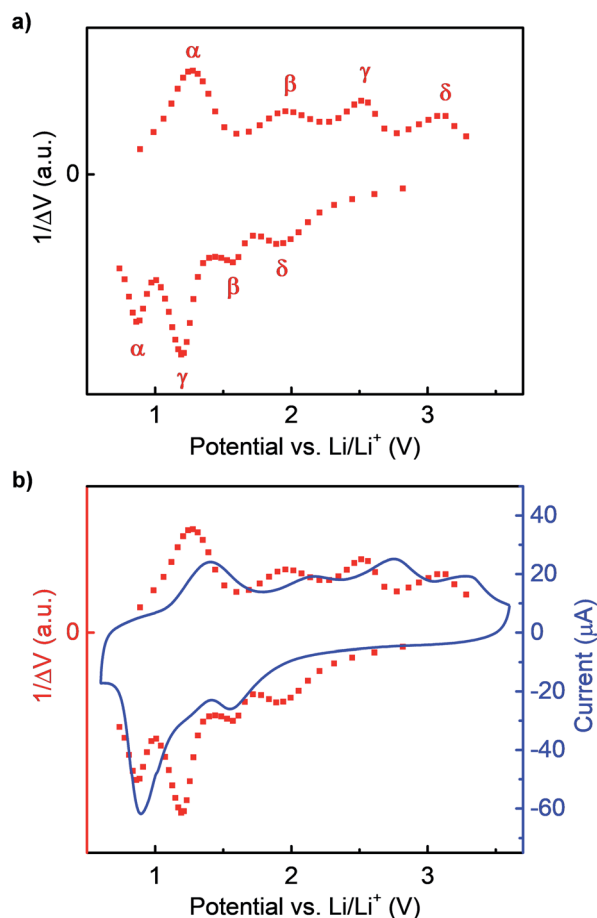 a)
α
β
γ
δ
0
1/ΔV (a.u.)
β
δ
α
γ
1
2
3
Potential vs. Li/Li⁺ (V)
b)
40
20
0
0
-20
-40
-60
1/ΔV (a.u.)
Current (μA)
1
2
3
Potential vs. Li/Li⁺ (V)